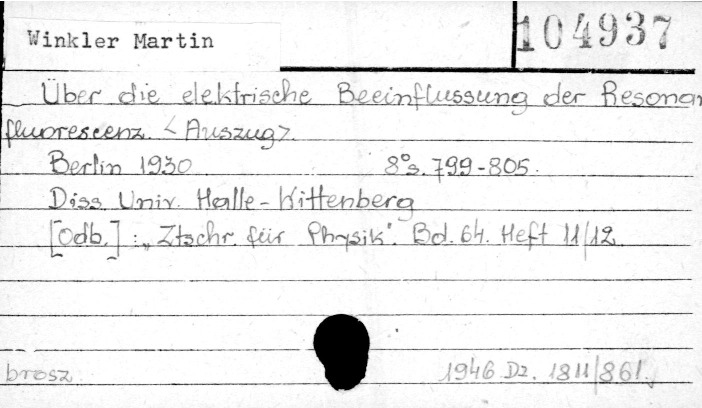 Winkler Martin
104937
Über die elektrische Beeinflussung der Resonan
fluorescenz. <Auszug>.
Berlin 1930 8° s. 799-805.
Diss. Univ. Halle-Wittenberg
[Odb.] : „Ztschr. für Physik". Bd. 64. Heft 11/12.
brosz. 1946 Dz. 1811/861.